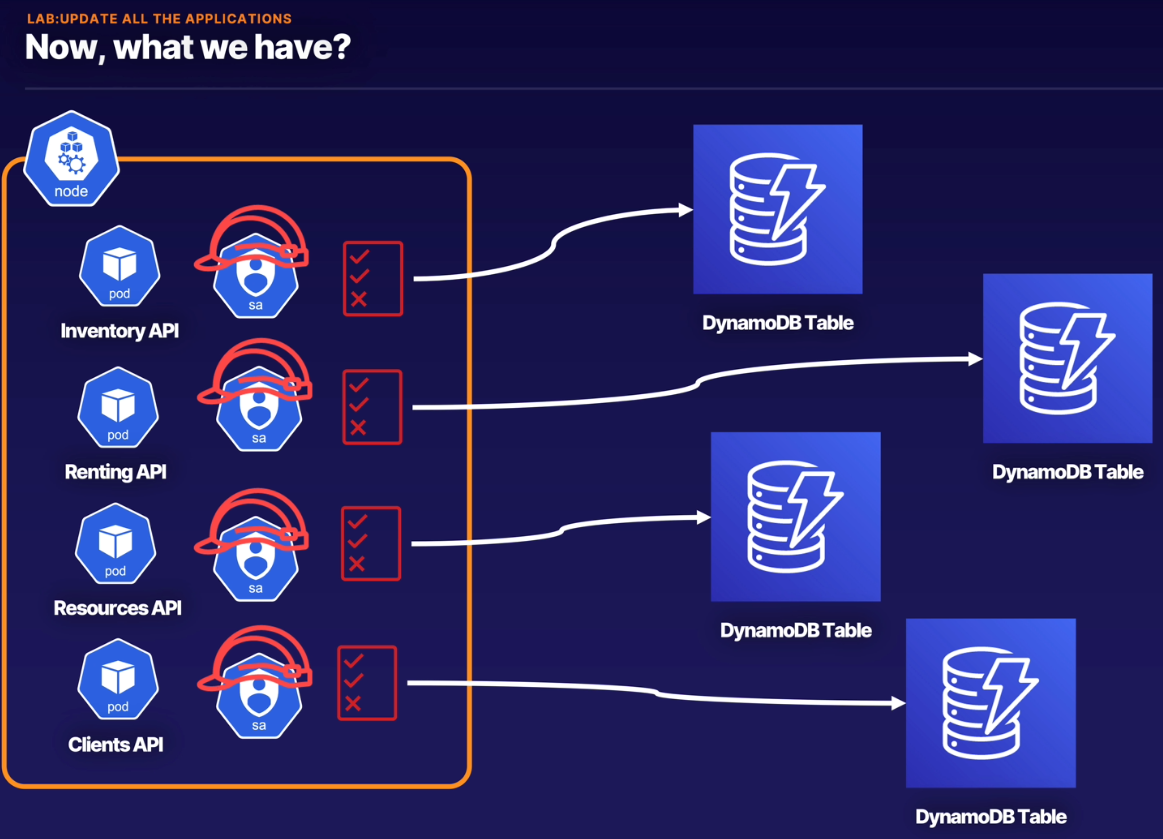 LAB:UPDATE ALL THE APPLICATIONS
Now, what we have?
node
pod
sa
Inventory API
DynamoDB Table
pod
sa
Renting API
DynamoDB Table
pod
sa
Resources API
DynamoDB Table
pod
sa
Clients API
DynamoDB Table